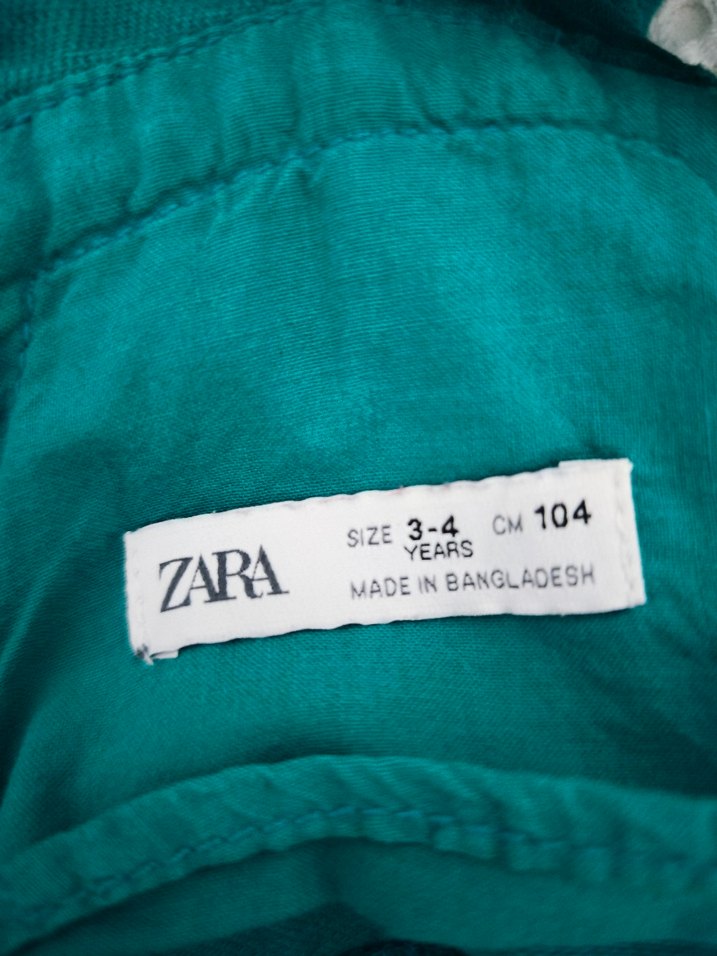 ZARA
SIZE 3-4 CM 104
YEARS
MADE IN BANGLADESH